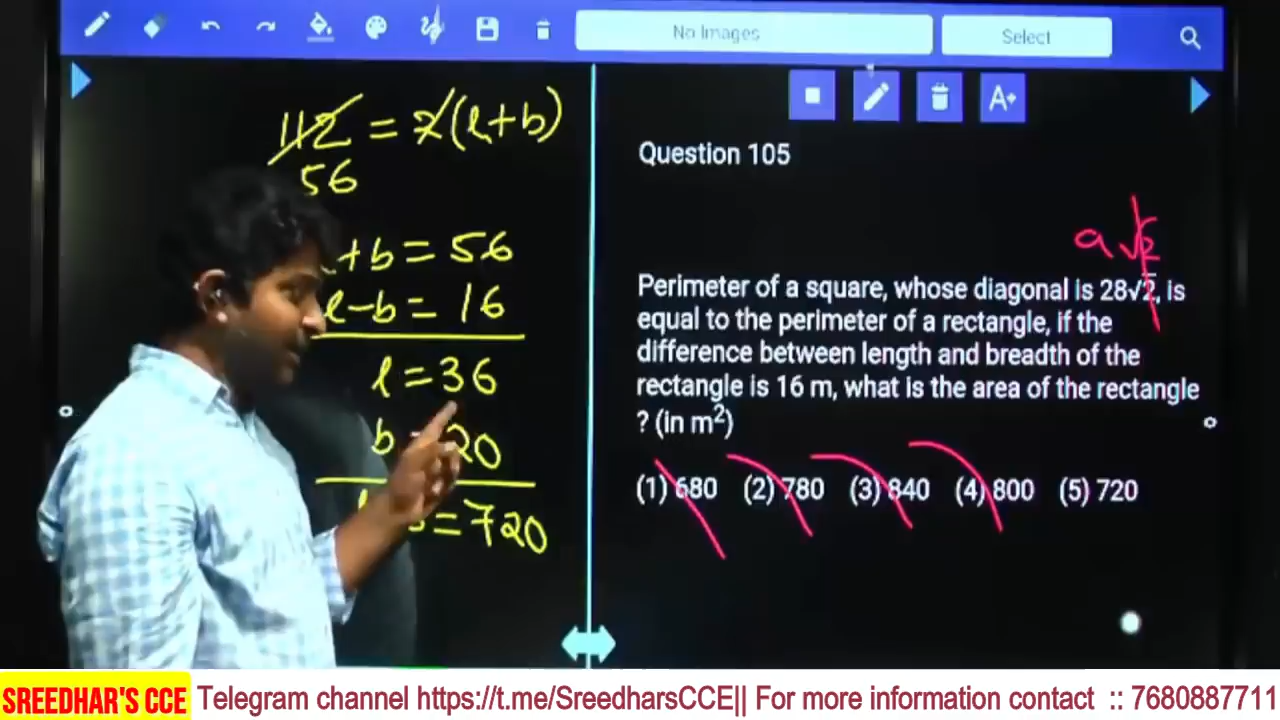 No Images
Select
A+
112 = 2(l+b)
56
+b = 56
l-b = 16
l = 36
b 20
= 720
Question 105
a√2
Perimeter of a square, whose diagonal is 28√2, is
equal to the perimeter of a rectangle, if the
difference between length and breadth of the
rectangle is 16 m, what is the area of the rectangle
? (in m²)
(1) 680 (2) 780 (3) 840 (4) 800 (5) 720
SREEDHAR'S CCE Telegram channel https://t.me/SreedharsCCE|| For more information contact :: 7680887711